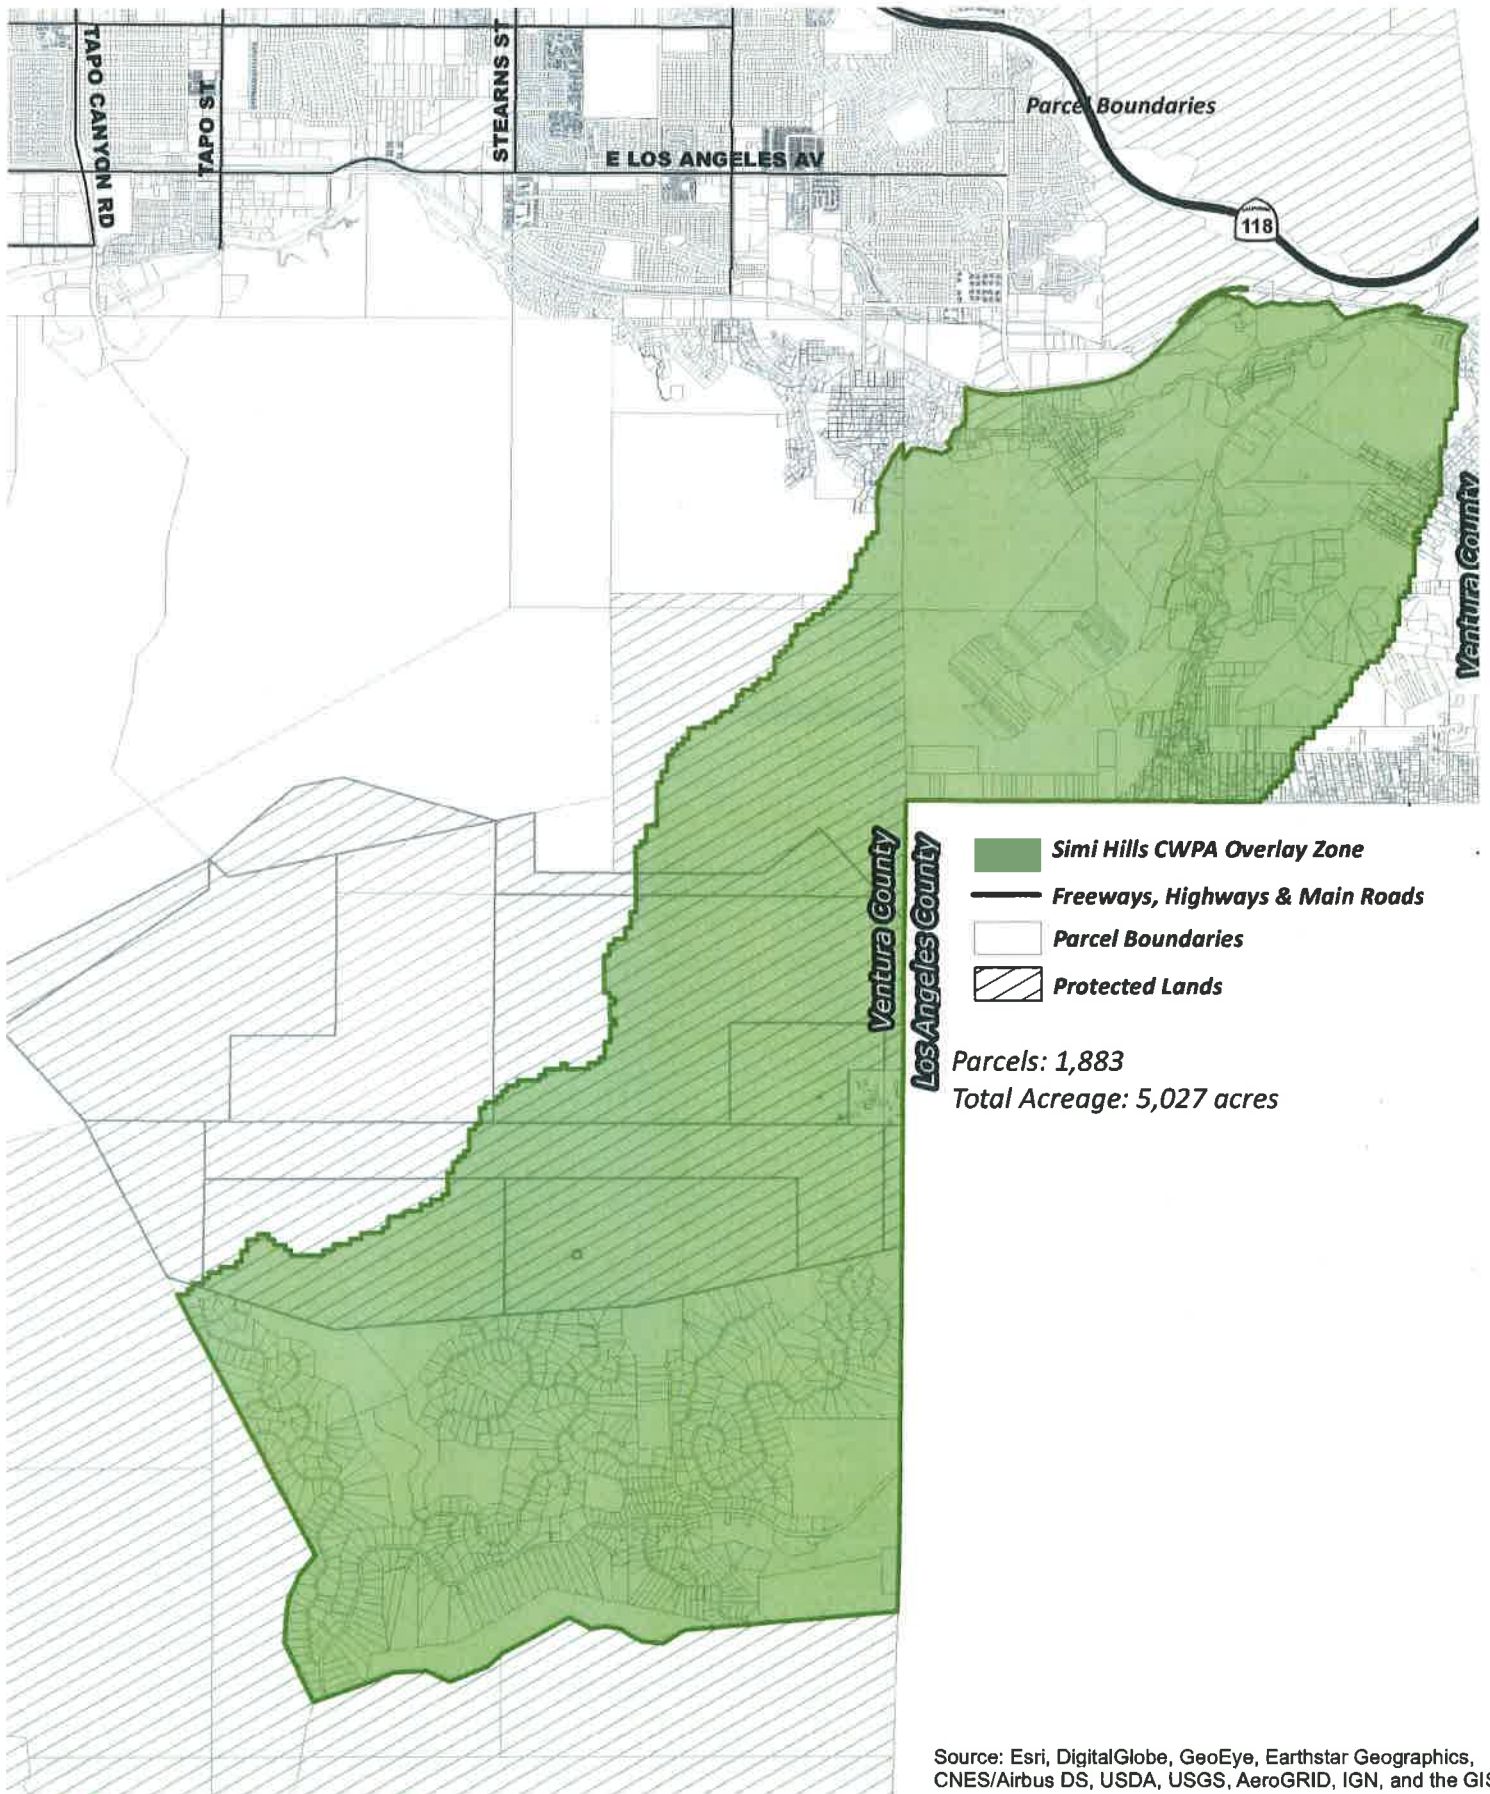 TAPO CANYON RD
TAPO ST
STEARNS ST
E LOS ANGELES AV
Parcel Boundaries
CALIFORNIA
118
Ventura County
Ventura County
Los Angeles County
Simi Hills CWPA Overlay Zone
Freeways, Highways & Main Roads
Parcel Boundaries
Protected Lands
Parcels: 1,883
Total Acreage: 5,027 acres
Source: Esri, DigitalGlobe, GeoEye, Earthstar Geographics,
CNES/Airbus DS, USDA, USGS, AeroGRID, IGN, and the GIS